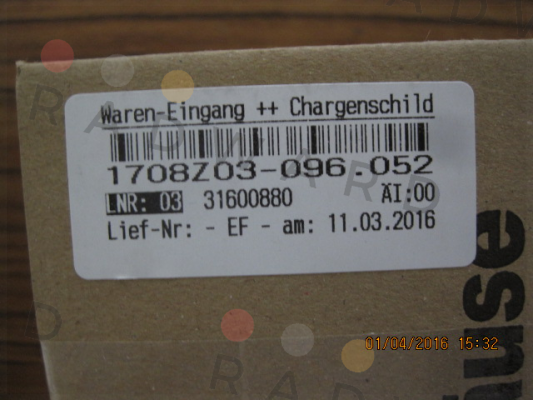 Waren-Eingang ++ Chargenschild
1708Z03-096.052
LNR: 03 31600880 ÄI:00
Lief-Nr: - EF - am: 11.03.2016
use
01/04/2016 15:32